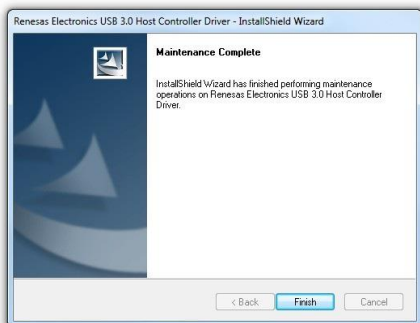 Renesas Electronics USB 3.0 Host Controller Driver - InstallShield Wizard
Maintenance Complete
InstallShield Wizard has finished performing maintenance
operations on Renesas Electronics USB 3.0 Host Controller
Driver.
< Back Finish Cancel